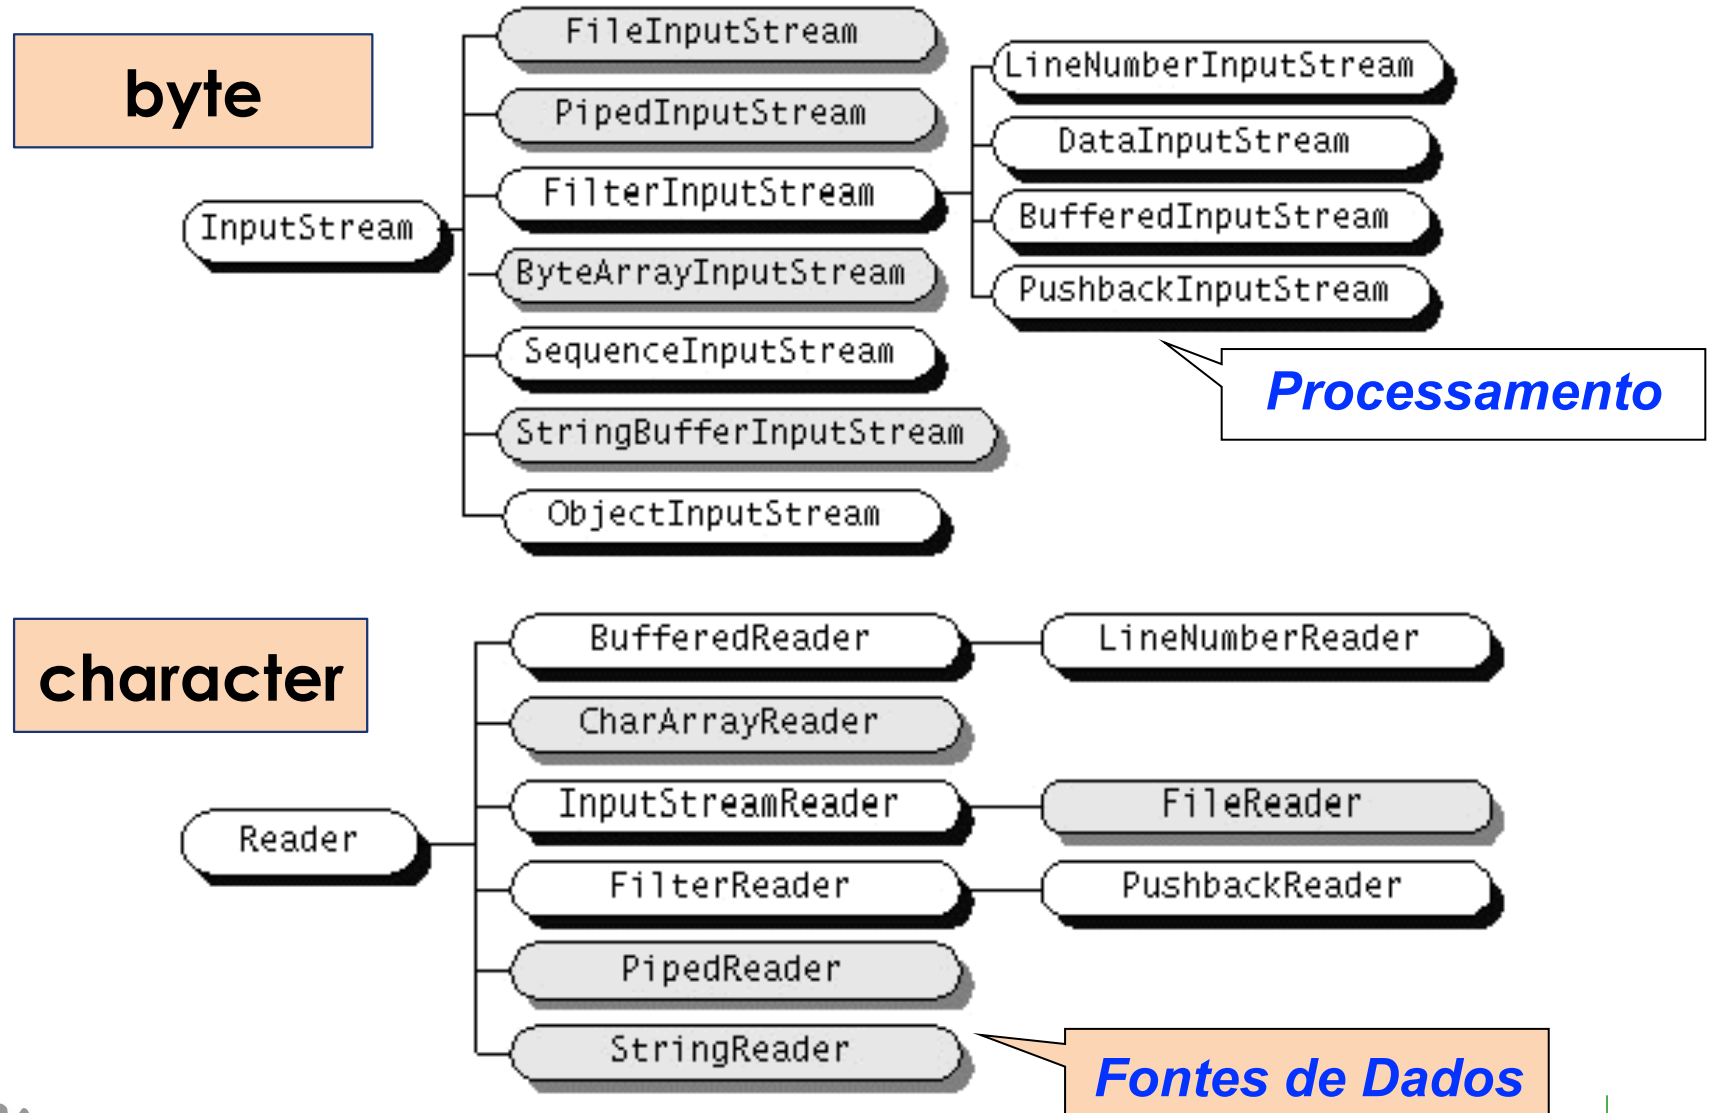 byte
InputStream
FileInputStream
PipedInputStream
FilterInputStream
ByteArrayInputStream
SequenceInputStream
StringBufferInputStream
ObjectInputStream
LineNumberInputStream
DataInputStream
BufferedInputStream
PushbackInputStream
Processamento
character
Reader
BufferedReader
CharArrayReader
InputStreamReader
FilterReader
PipedReader
StringReader
LineNumberReader
FileReader
PushbackReader
Fontes de Dados